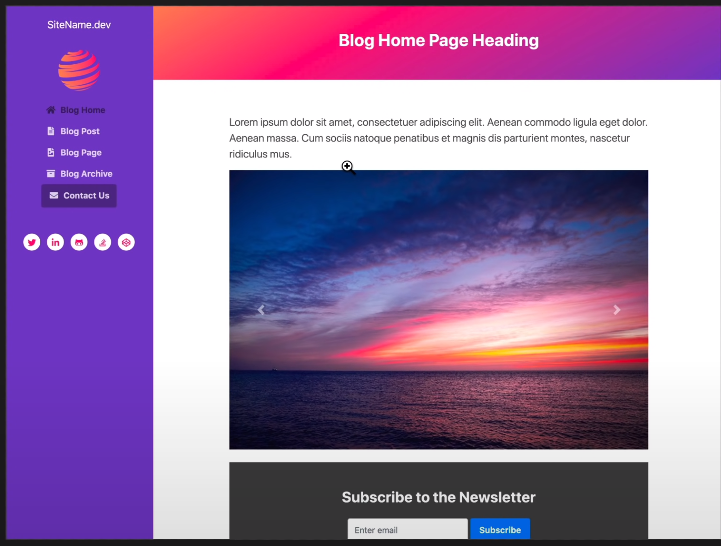 SiteName.dev
Blog Home
Blog Post
Blog Page
Blog Archive
Contact Us
Blog Home Page Heading
Lorem ipsum dolor sit amet, consectetuer adipiscing elit. Aenean commodo ligula eget dolor.
Aenean massa. Cum sociis natoque penatibus et magnis dis parturient montes, nascetur
ridiculus mus.
Subscribe to the Newsletter
Enter email
Subscribe